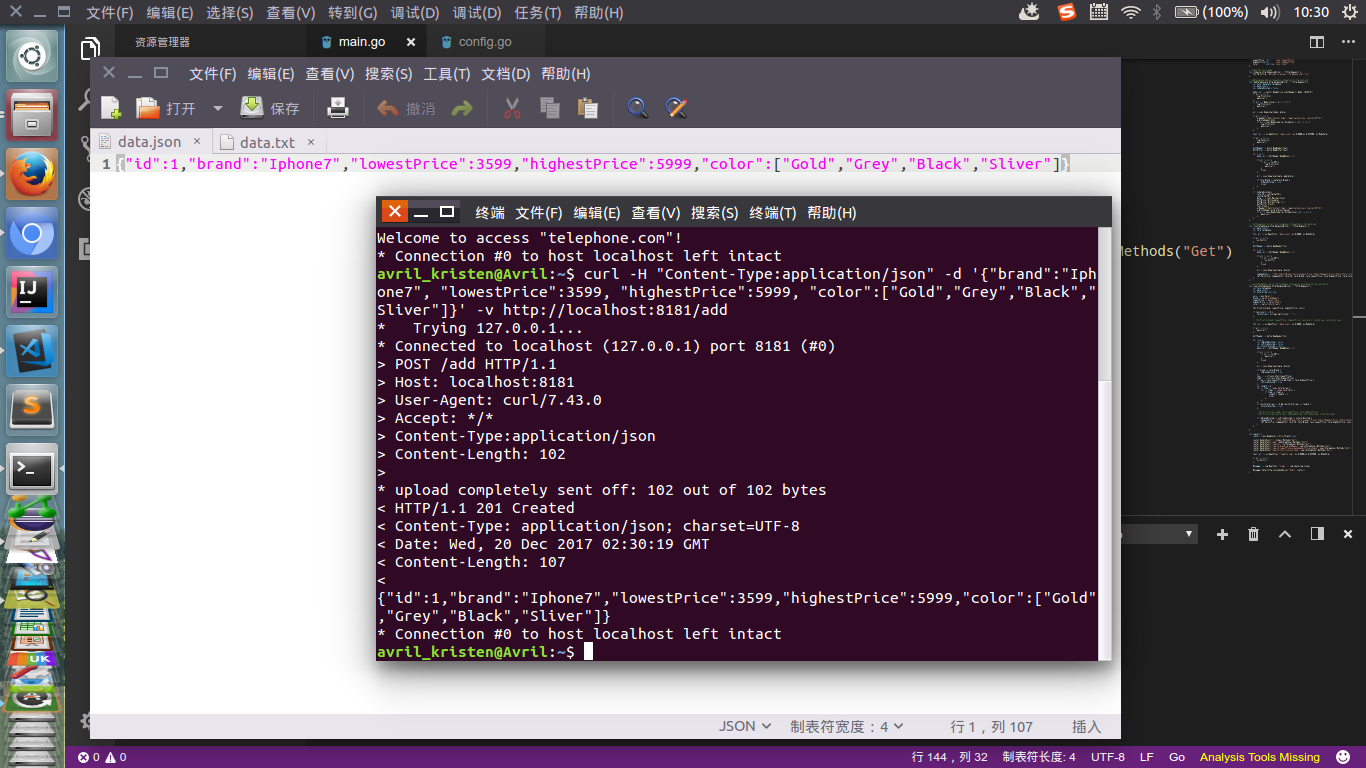 文件(F) 编辑(E) 选择(S) 查看(V) 转到(G) 调试(D) 调试(D) 任务(T) 帮助(H)
(100%) 10:30
资源管理器 main.go config.go
文件(F) 编辑(E) 查看(V) 搜索(S) 工具(T) 文档(D) 帮助(H)
打开 保存 撤消
data.json data.txt
1 {"id":1,"brand":"Iphone7","lowestPrice":3599,"highestPrice":5999,"color":["Gold","Grey","Black","Sliver"]}
终端 文件(F) 编辑(E) 查看(V) 搜索(S) 终端(T) 帮助(H)
Welcome to access "telephone.com"!
* Connection #0 to host localhost left intact
avril_kristen@Avril:~$ curl -H "Content-Type:application/json" -d '{"brand":"Iph
one7", "lowestPrice":3599, "highestPrice":5999, "color":["Gold","Grey","Black","
Sliver"]}' -v http://localhost:8181/add
*   Trying 127.0.0.1...
* Connected to localhost (127.0.0.1) port 8181 (#0)
> POST /add HTTP/1.1
> Host: localhost:8181
> User-Agent: curl/7.43.0
> Accept: */*
> Content-Type:application/json
> Content-Length: 102
>
* upload completely sent off: 102 out of 102 bytes
< HTTP/1.1 201 Created
< Content-Type: application/json; charset=UTF-8
< Date: Wed, 20 Dec 2017 02:30:19 GMT
< Content-Length: 107
<
{"id":1,"brand":"Iphone7","lowestPrice":3599,"highestPrice":5999,"color":["Gold"
,"Grey","Black","Sliver"]}
* Connection #0 to host localhost left intact
avril_kristen@Avril:~$
Methods("Get")
JSON 制表符宽度：4 行 1，列 107 插入
0 0 行 144，列 32 制表符长度: 4 UTF-8 LF Go Analysis Tools Missing